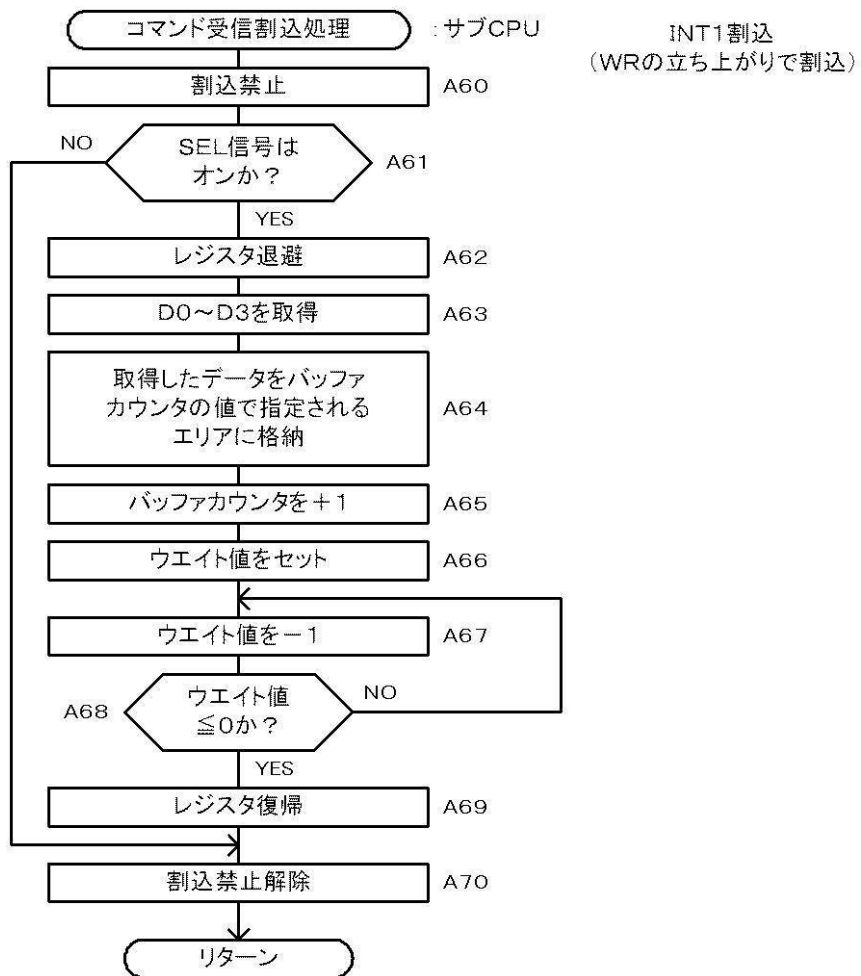 コマンド受信割込処理
:サブCPU
INT1割込
(WRの立ち上がりで割込)
割込禁止
A60
NO
SEL信号は
オンか?
A61
YES
レジスタ退避
A62
D0～D3を取得
A63
取得したデータをバッファ
カウンタの値で指定される
エリアに格納
A64
バッファカウンタを+1
A65
ウエイト値をセット
A66
ウエイト値を-1
A67
A68
ウエイト値
≦0か?
NO
YES
レジスタ復帰
A69
割込禁止解除
A70
リターン